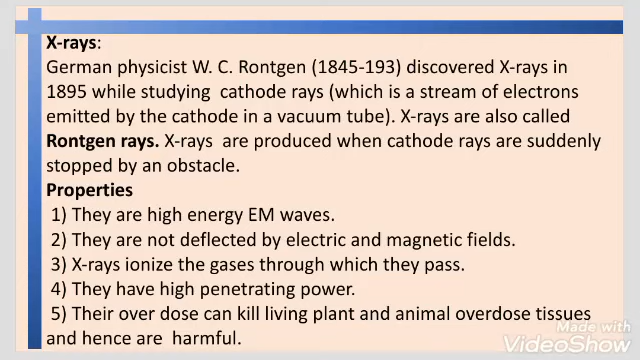 X-rays:
German physicist W. C. Rontgen (1845-193) discovered X-rays in
1895 while studying cathode rays (which is a stream of electrons
emitted by the cathode in a vacuum tube). X-rays are also called
Rontgen rays. X-rays are produced when cathode rays are suddenly
stopped by an obstacle.
Properties
1) They are high energy EM waves.
2) They are not deflected by electric and magnetic fields.
3) X-rays ionize the gases through which they pass.
4) They have high penetrating power.
5) Their over dose can kill living plant and animal overdose tissues
and hence are harmful.
Made with
VideoShow